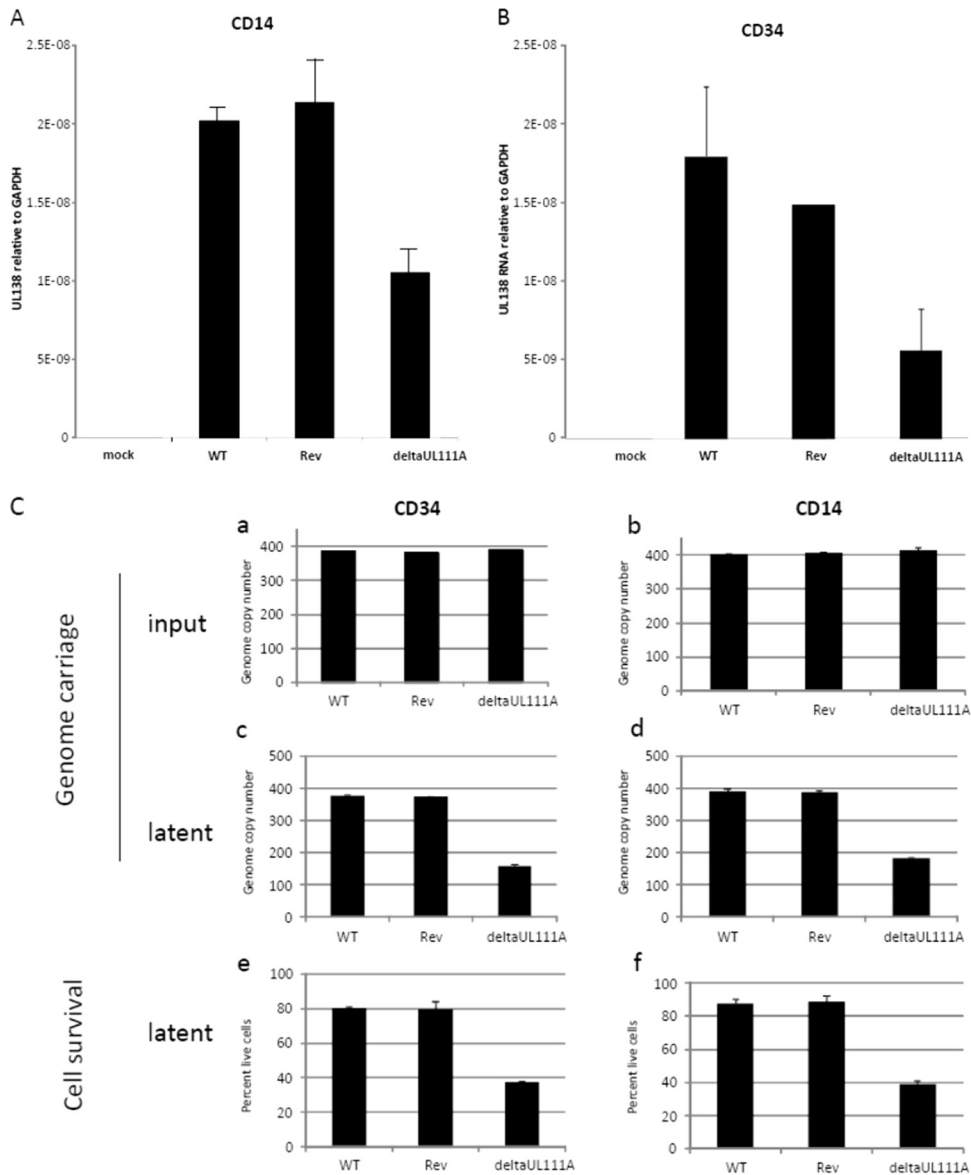 A
CD14
UL138 relative to GAPDH
2.5E-08
2E-08
1.5E-08
1E-08
5E-09
0
mock
WT
Rev
deltaUL111A
B
CD34
UL138 RNA relative to GAPDH
2.5E-08
2E-08
1.5E-08
1E-08
5E-09
0
mock
WT
Rev
deltaUL111A
C
CD34
CD14
Genome carriage
input
a
Genome copy number
400
300
200
100
0
WT
Rev
deltaUL111A
b
Genome copy number
400
300
200
100
0
WT
Rev
deltaUL111A
latent
c
Genome copy number
500
400
300
200
100
0
WT
Rev
deltaUL111A
d
Genome copy number
500
400
300
200
100
0
WT
Rev
deltaUL111A
Cell survival
latent
e
Percent live cells
100
80
60
40
20
0
WT
Rev
deltaUL111A
f
Percent live cells
100
80
60
40
20
0
WT
Rev
deltaUL111A